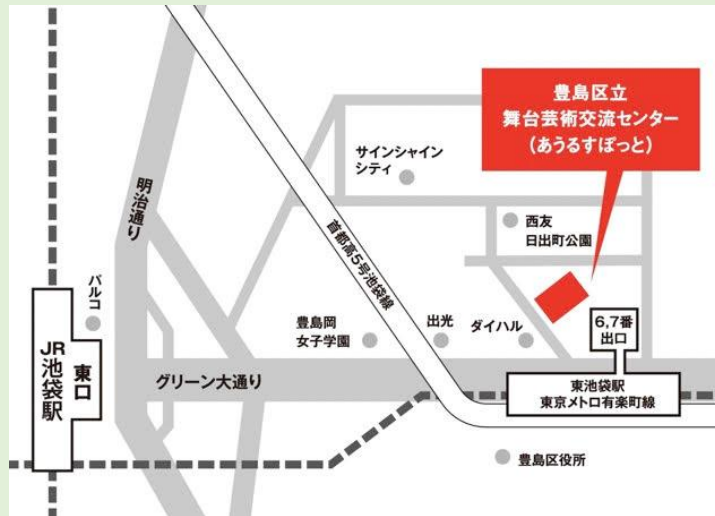 豊島区立
舞台芸術交流センター
(あうるすぽっと)
サインシャイン
シティ
明治通り
首都高5号池袋線
西友
日出町公園
パルコ
6,7番
出口
豊島岡
女子学園
出光
ダイハル
JR
池袋駅
東口
グリーン大通り
東池袋駅
東京メトロ有楽町線
豊島区役所